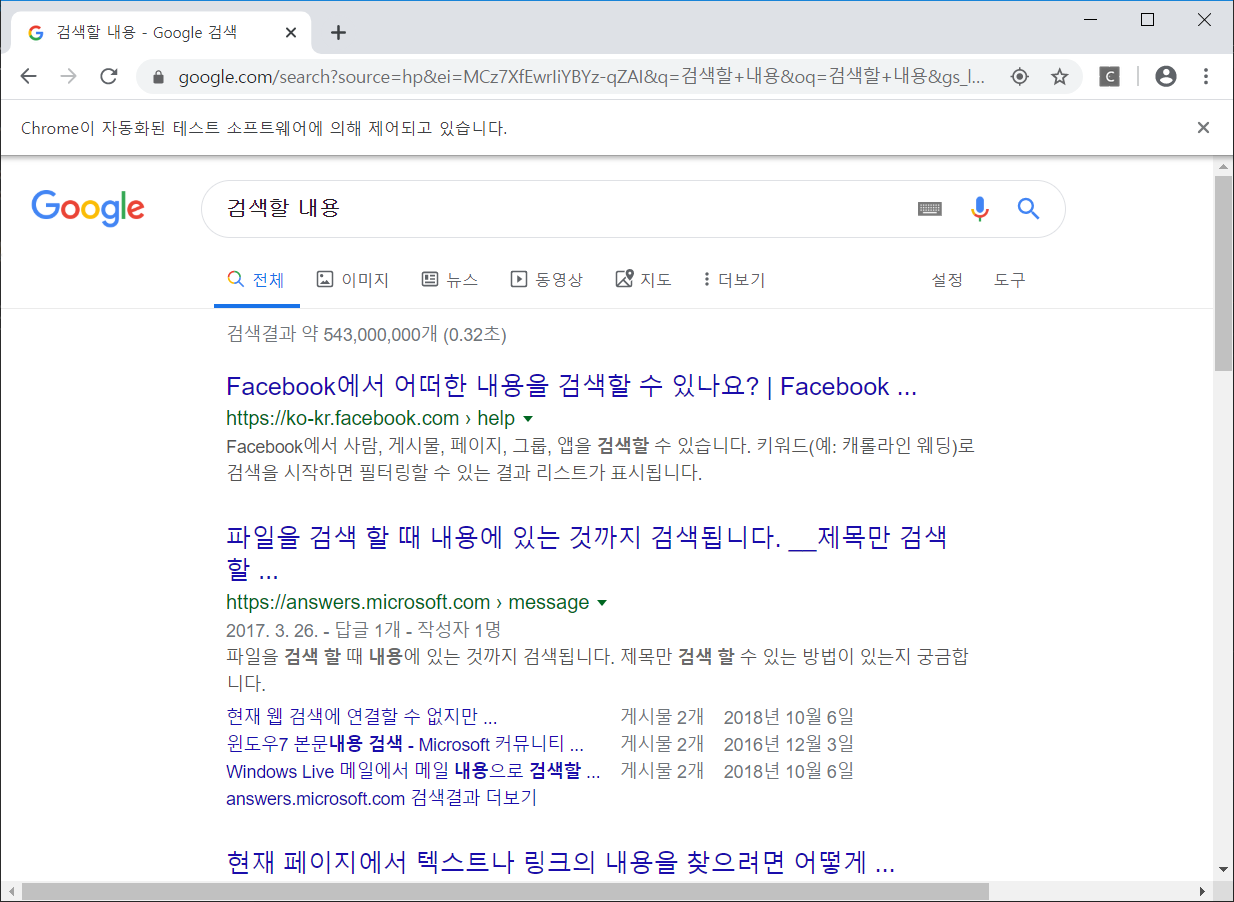 검색할 내용 - Google 검색
google.com/search?source=hp&ei=MCz7XfEwrIiYBYz-qZAI&q=검색할+내용&oq=검색할+내용&gs_l...
C
Chrome이 자동화된 테스트 소프트웨어에 의해 제어되고 있습니다.
Google
검색할 내용
전체 이미지 뉴스 동영상 지도 더보기 설정 도구
검색결과 약 543,000,000개 (0.32초)
Facebook에서 어떠한 내용을 검색할 수 있나요? | Facebook ...
https://ko-kr.facebook.com › help
Facebook에서 사람, 게시물, 페이지, 그룹, 앱을 검색할 수 있습니다. 키워드(예: 캐롤라인 웨딩)로
검색을 시작하면 필터링할 수 있는 결과 리스트가 표시됩니다.
파일을 검색 할 때 내용에 있는 것까지 검색됩니다. __제목만 검색
할 ...
https://answers.microsoft.com › message
2017. 3. 26. - 답글 1개 - 작성자 1명
파일을 검색 할 때 내용에 있는 것까지 검색됩니다. 제목만 검색 할 수 있는 방법이 있는지 궁금합
니다.
현재 웹 검색에 연결할 수 없지만 ... 게시물 2개 2018년 10월 6일
윈도우7 본문내용 검색 - Microsoft 커뮤니티 ... 게시물 2개 2016년 12월 3일
Windows Live 메일에서 메일 내용으로 검색할 ... 게시물 2개 2018년 10월 6일
answers.microsoft.com 검색결과 더보기
현재 페이지에서 텍스트나 링크의 내용을 찾으려면 어떻게 ...